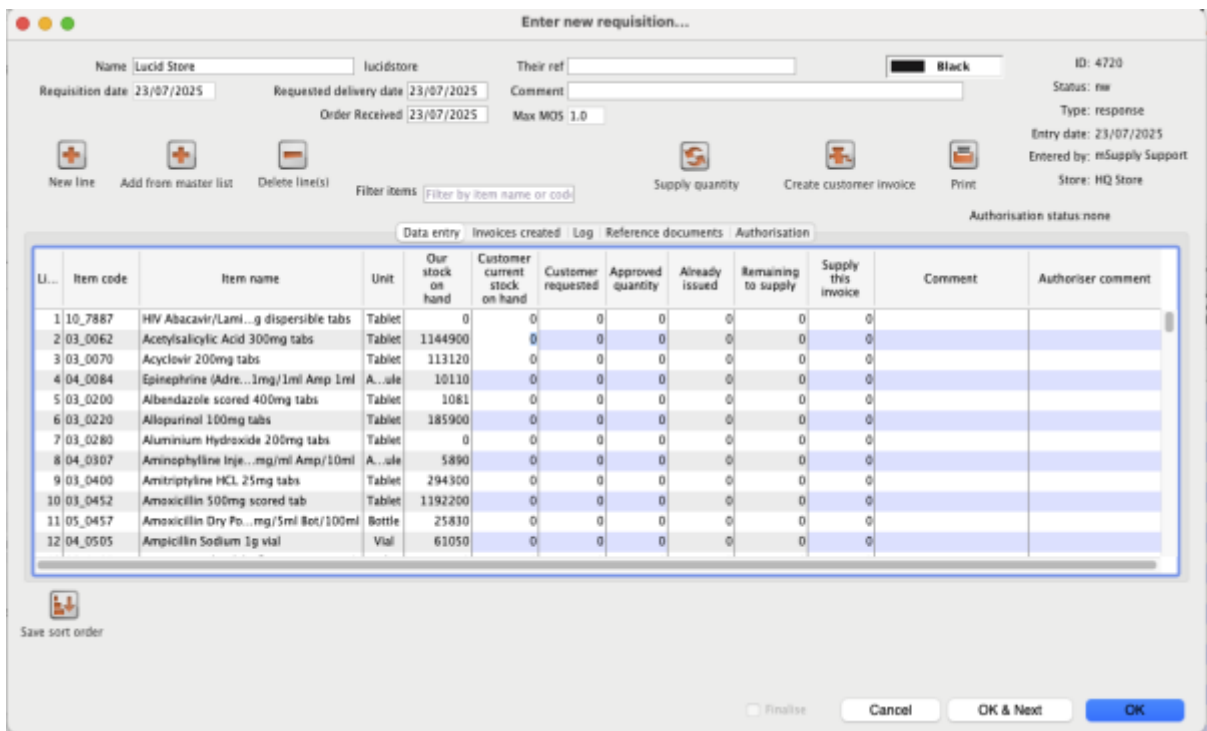 Enter new requisition...
Name Lucid Store lucidstore Their ref Black ID: 4720
Requisition date 23/07/2025 Requested delivery date 23/07/2025 Comment Status: nw
Order Received 23/07/2025 Max MOS 1.0 Type: response
Entry date: 23/07/2025
Entered by: mSupply Support
New line Add from master list Delete line(s) Supply quantity Create customer invoice Print Store: HQ Store
Filter items Filter by item name or code
Authorisation status:none
Data entry Invoices created Log Reference documents Authorisation
Li... Item code Item name Unit Our stock on hand Customer current stock on hand Customer requested Approved quantity Already issued Remaining to supply Supply this invoice Comment Authoriser comment
1 10_7887 HIV Abacavir/Lami...g dispersible tabs Tablet 0 0 0 0 0 0 0
2 03_0062 Acetylsalicylic Acid 300mg tabs Tablet 1144900 0 0 0 0 0 0
3 03_0070 Acyclovir 200mg tabs Tablet 113120 0 0 0 0 0 0
4 04_0084 Epinephrine (Adre...1mg/1ml Amp 1ml A...ule 10110 0 0 0 0 0 0
5 03_0200 Albendazole scored 400mg tabs Tablet 1081 0 0 0 0 0 0
6 03_0220 Allopurinol 100mg tabs Tablet 185900 0 0 0 0 0 0
7 03_0280 Aluminium Hydroxide 200mg tabs Tablet 0 0 0 0 0 0 0
8 04_0307 Aminophylline Inje...mg/ml Amp/10ml A...ule 5890 0 0 0 0 0 0
9 03_0400 Amitriptyline HCL 25mg tabs Tablet 294300 0 0 0 0 0 0
10 03_0452 Amoxicillin 500mg scored tab Tablet 1192200 0 0 0 0 0 0
11 05_0457 Amoxicillin Dry Po...mg/5ml Bot/100ml Bottle 25830 0 0 0 0 0 0
12 04_0505 Ampicillin Sodium 1g vial Vial 61050 0 0 0 0 0 0
Save sort order
Finalise Cancel OK & Next OK